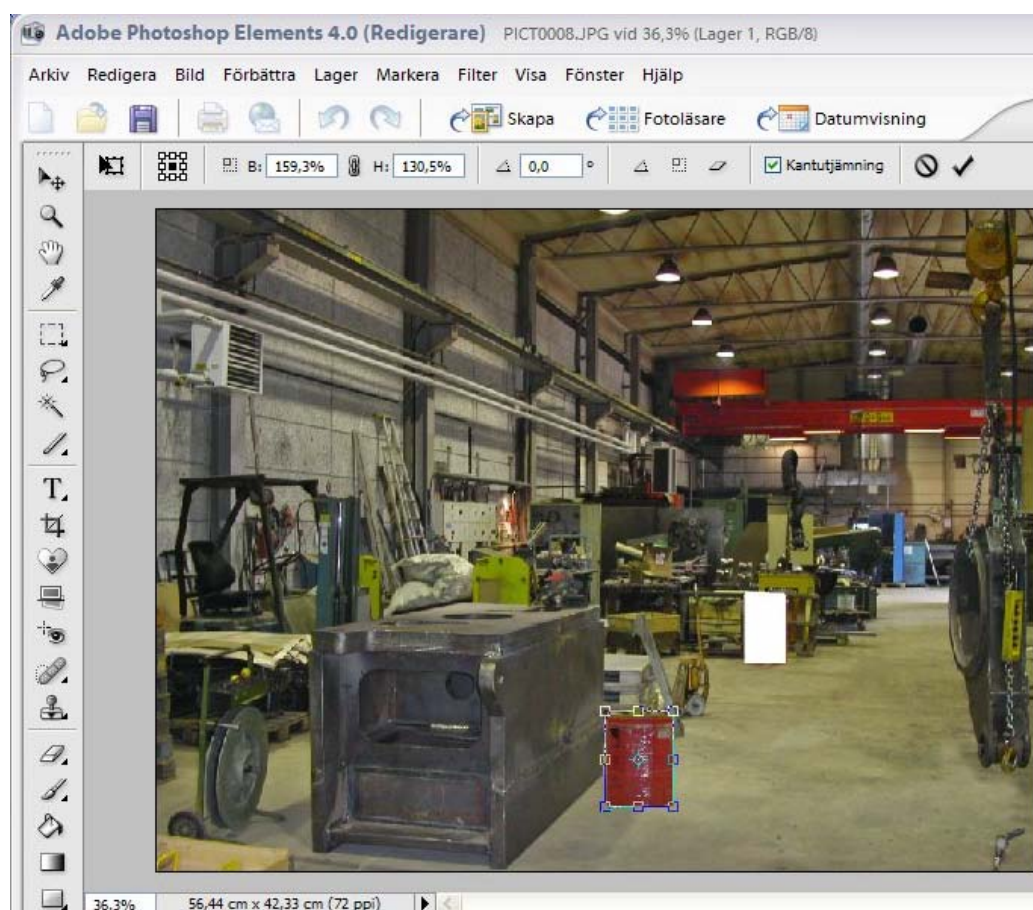 Adobe Photoshop Elements 4.0 (Redigerare) PICT0008.JPG vid 36,3% (Lager 1, RGB/8)
Arkiv Redigera Bild Förbättra Lager Markera Filter Visa Fönster Hjälp
Skapa Fotoläsare Datumvisning
B: 159,3% H: 130,5% 0,0 ° Kantutjämning
T
36,3% 56,44 cm x 42,33 cm (72 ppi)